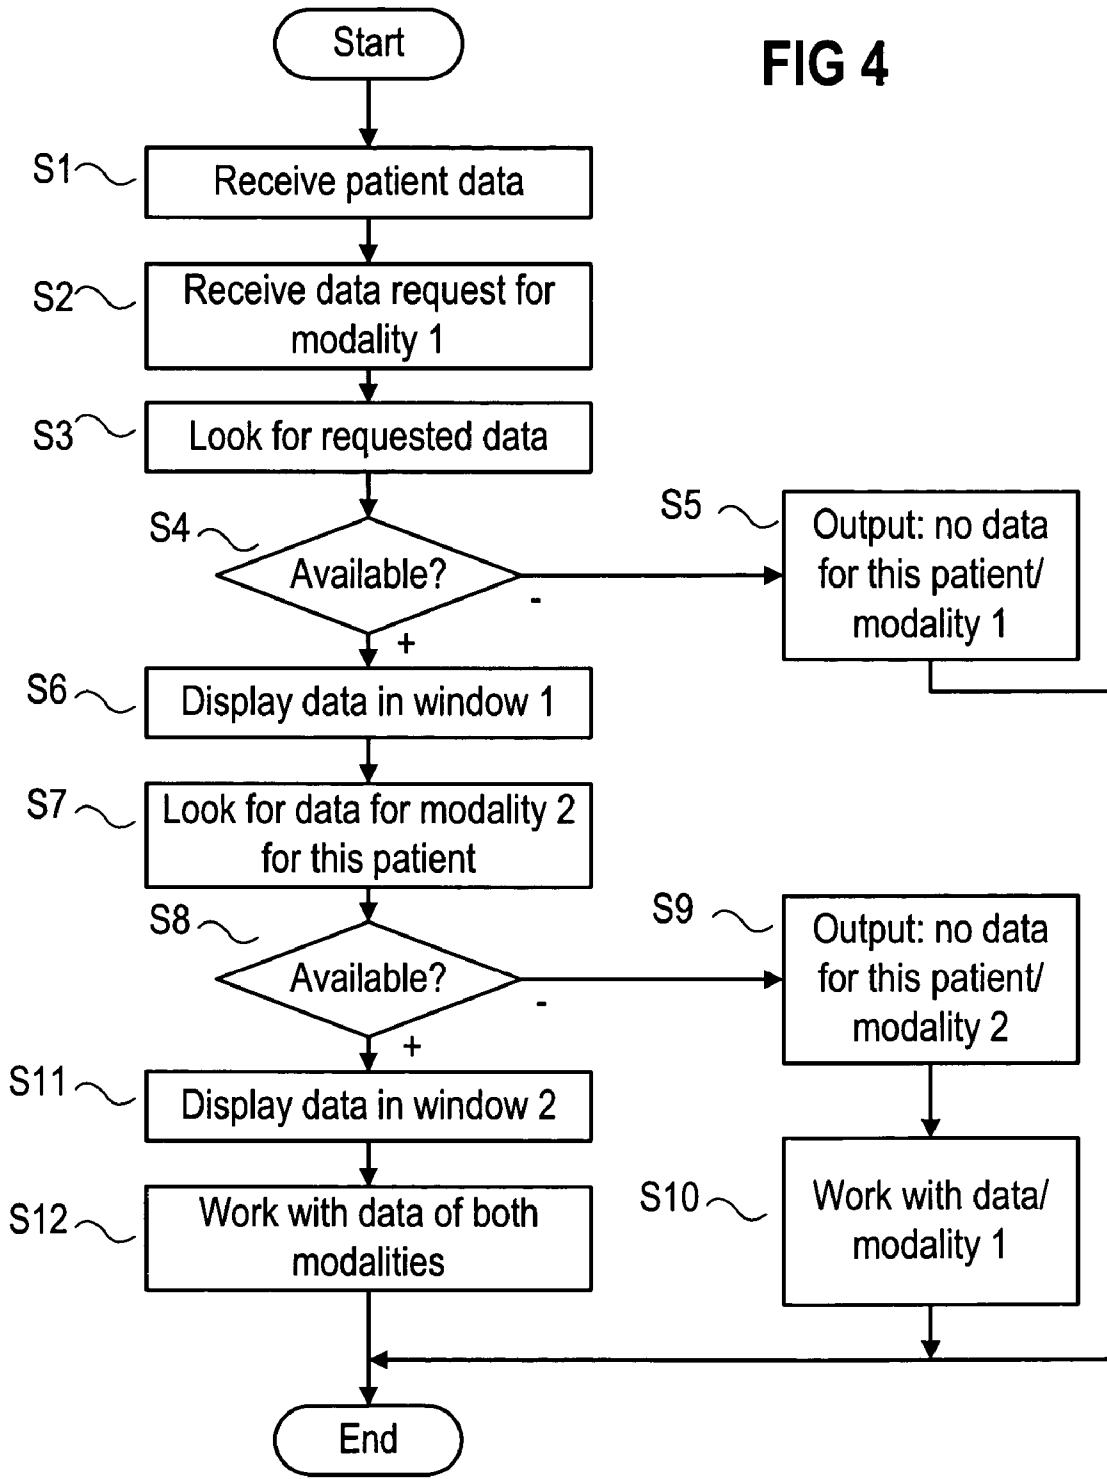 Start
FIG 4
S1
Receive patient data
S2
Receive data request for
modality 1
S3
Look for requested data
S4
Available?
-
+
S5
Output: no data
for this patient/
modality 1
S6
Display data in window 1
S7
Look for data for modality 2
for this patient
S8
Available?
-
+
S9
Output: no data
for this patient/
modality 2
S11
Display data in window 2
S10
Work with data/
modality 1
S12
Work with data of both
modalities
End